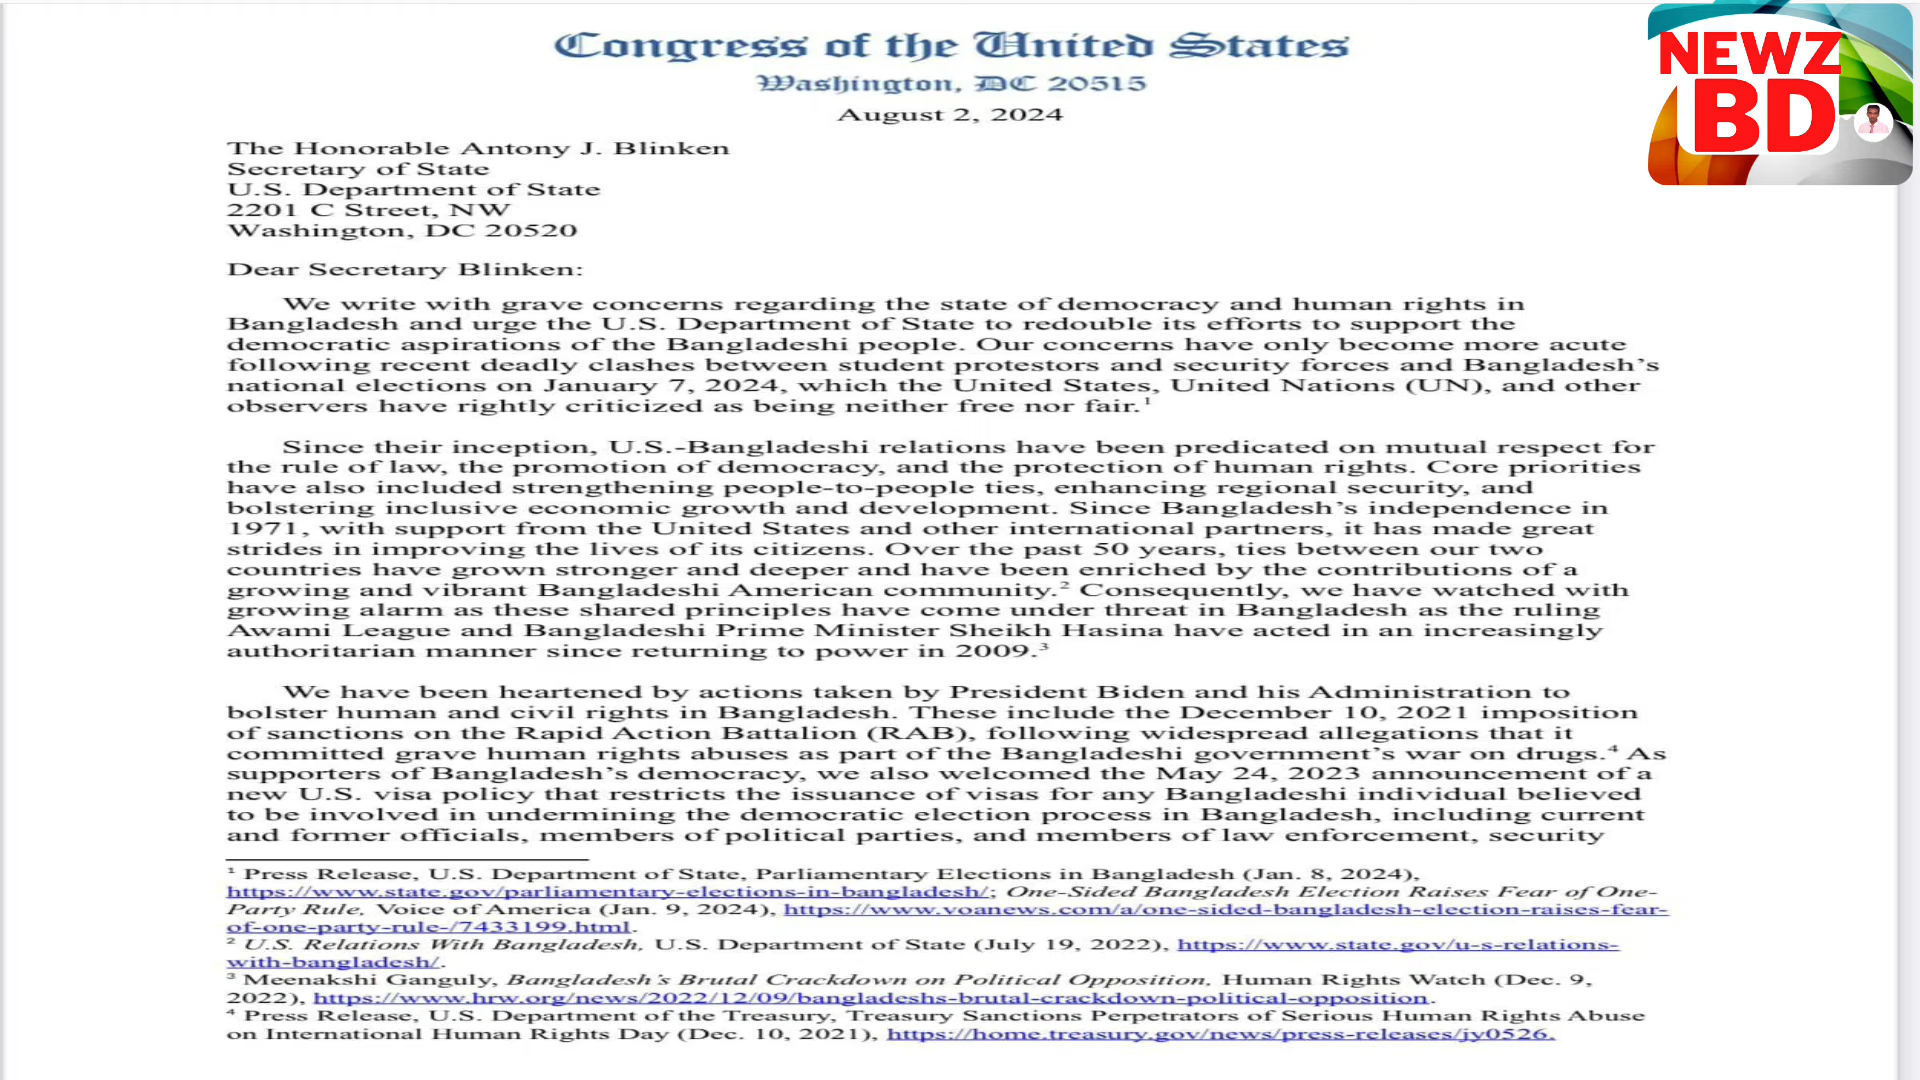 Congress of the United States
Washington, DC 20515
August 2, 2024
NEWZ
BD
The Honorable Antony J. Blinken
Secretary of State
U.S. Department of State
2201 C Street, NW
Washington, DC 20520
Dear Secretary Blinken:
We write with grave concerns regarding the state of democracy and human rights in
Bangladesh and urge the U.S. Department of State to redouble its efforts to support the
democratic aspirations of the Bangladeshi people. Our concerns have only become more acute
following recent deadly clashes between student protestors and security forces and Bangladesh’s
national elections on January 7, 2024, which the United States, United Nations (UN), and other
observers have rightly criticized as being neither free nor fair.¹
Since their inception, U.S.-Bangladeshi relations have been predicated on mutual respect for
the rule of law, the promotion of democracy, and the protection of human rights. Core priorities
have also included strengthening people-to-people ties, enhancing regional security, and
bolstering inclusive economic growth and development. Since Bangladesh’s independence in
1971, with support from the United States and other international partners, it has made great
strides in improving the lives of its citizens. Over the past 50 years, ties between our two
countries have grown stronger and deeper and have been enriched by the contributions of a
growing and vibrant Bangladeshi American community.² Consequently, we have watched with
growing alarm as these shared principles have come under threat in Bangladesh as the ruling
Awami League and Bangladeshi Prime Minister Sheikh Hasina have acted in an increasingly
authoritarian manner since returning to power in 2009.³
We have been heartened by actions taken by President Biden and his Administration to
bolster human and civil rights in Bangladesh. These include the December 10, 2021 imposition
of sanctions on the Rapid Action Battalion (RAB), following widespread allegations that it
committed grave human rights abuses as part of the Bangladeshi government’s war on drugs.⁴ As
supporters of Bangladesh’s democracy, we also welcomed the May 24, 2023 announcement of a
new U.S. visa policy that restricts the issuance of visas for any Bangladeshi individual believed
to be involved in undermining the democratic election process in Bangladesh, including current
and former officials, members of political parties, and members of law enforcement, security
¹ Press Release, U.S. Department of State, Parliamentary Elections in Bangladesh (Jan. 8, 2024),
https://www.state.gov/parliamentary-elections-in-bangladesh/; One-Sided Bangladesh Election Raises Fear of One-
Party Rule, Voice of America (Jan. 9, 2024), https://www.voanews.com/a/one-sided-bangladesh-election-raises-fear-
of-one-party-rule-/7433199.html.
² U.S. Relations With Bangladesh, U.S. Department of State (July 19, 2022), https://www.state.gov/u-s-relations-
with-bangladesh/.
³ Meenakshi Ganguly, Bangladesh’s Brutal Crackdown on Political Opposition, Human Rights Watch (Dec. 9,
2022), https://www.hrw.org/news/2022/12/09/bangladeshs-brutal-crackdown-political-opposition.
⁴ Press Release, U.S. Department of the Treasury, Treasury Sanctions Perpetrators of Serious Human Rights Abuse
on International Human Rights Day (Dec. 10, 2021), https://home.treasury.gov/news/press-releases/jy0526.